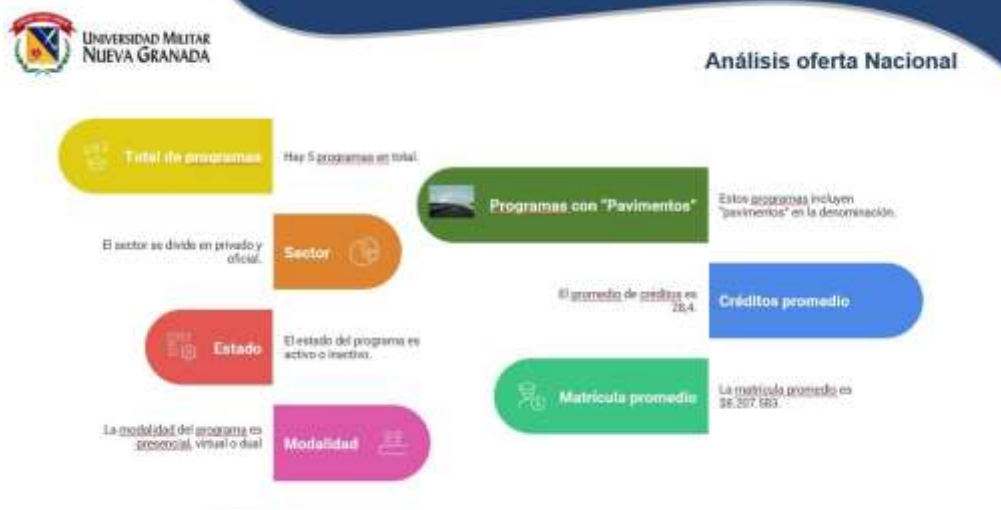 UNIVERSIDAD MILITAR
NUEVA GRANADA
Análisis oferta Nacional
Total de programas
Hay 5 programas en total.
Programas con "Pavimentos"
Estos programas incluyen
"pavimentos" en la denominación.
El sector se divide en privado y
oficial.
Sector
El promedio de créditos es
28,4.
Créditos promedio
Estado
El estado del programa es
activo o inactivo.
Matrícula promedio
La matrícula promedio es
La modalidad del programa es
presencial, virtual o dual
Modalidad